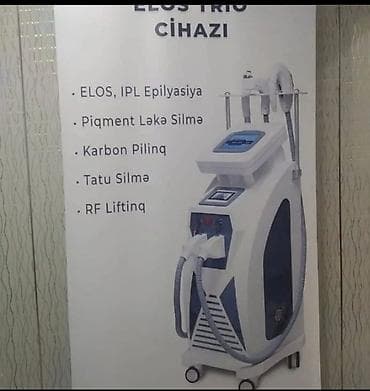 ELOS TRIO
CİHAZI
• ELOS, IPL Epilyasiya
• Piqment Ləkə Silmə
• Karbon Pilinq
• Tatu Silmə
• RF Liftinq